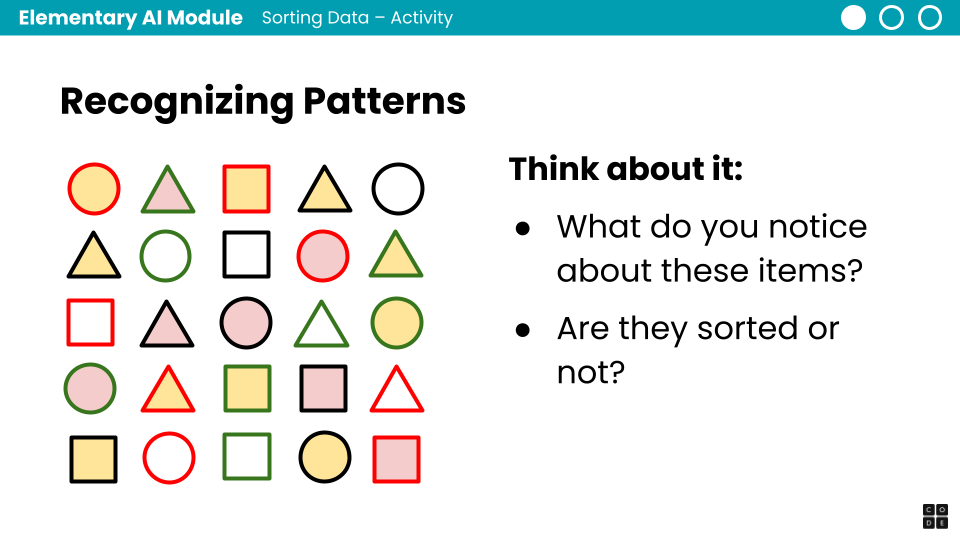 Elementary AI Module Sorting Data – Activity
Recognizing Patterns
Think about it:
● What do you notice
about these items?
● Are they sorted or
not?
C O
D E